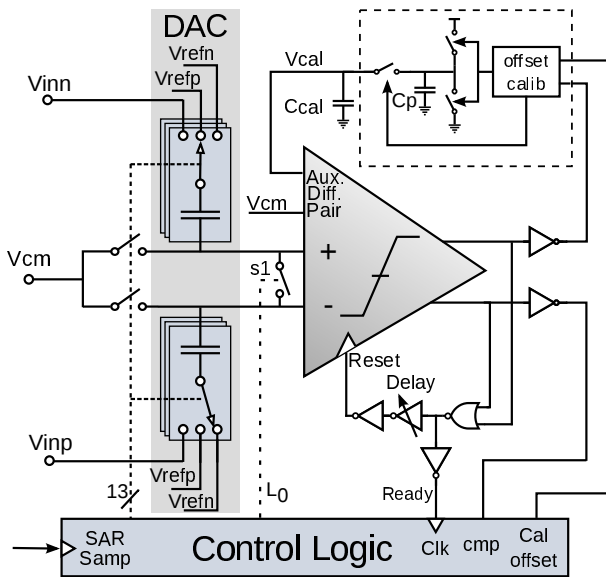 DAC
Vrefn
Vrefp
Vinn
Vcal
Ccal
Cp
offset
calib
Aux.
Diff.
Pair
Vcm
Vcm
+
-
s1
Reset
Delay
Vinp
Vrefp
Vrefn
13
L0
Ready
SAR
Samp
Control Logic
Clk
cmp
Cal
offset